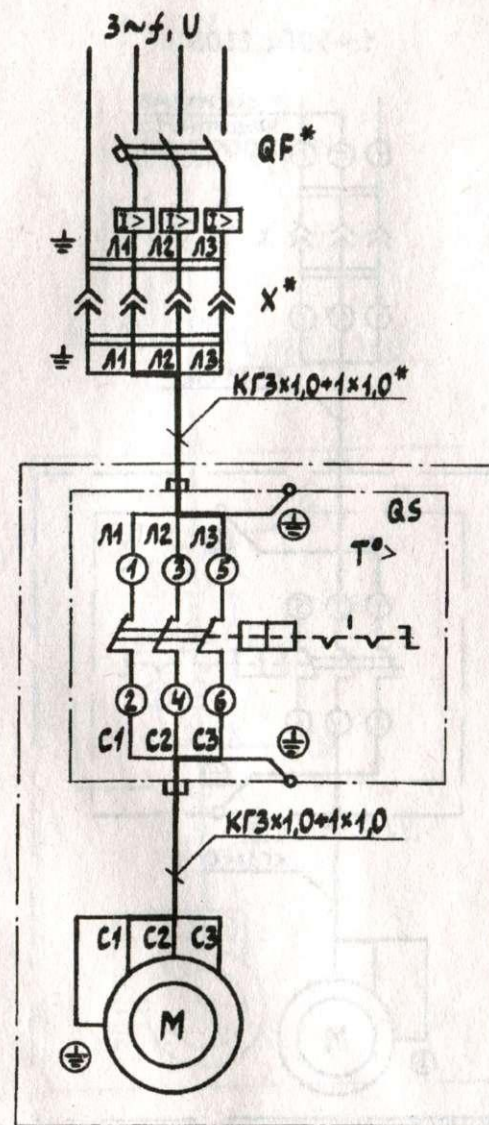 3~f, U
QF*
I> I> I>
Л1 Л2 Л3
X*
Л1 Л2 Л3
КГ3×1,0+1×1,0*
QS
Л1 Л2 Л3
T°>
1 3 5
2 4 6
С1 С2 С3
КГ3×1,0+1×1,0
С1 С2 С3
М